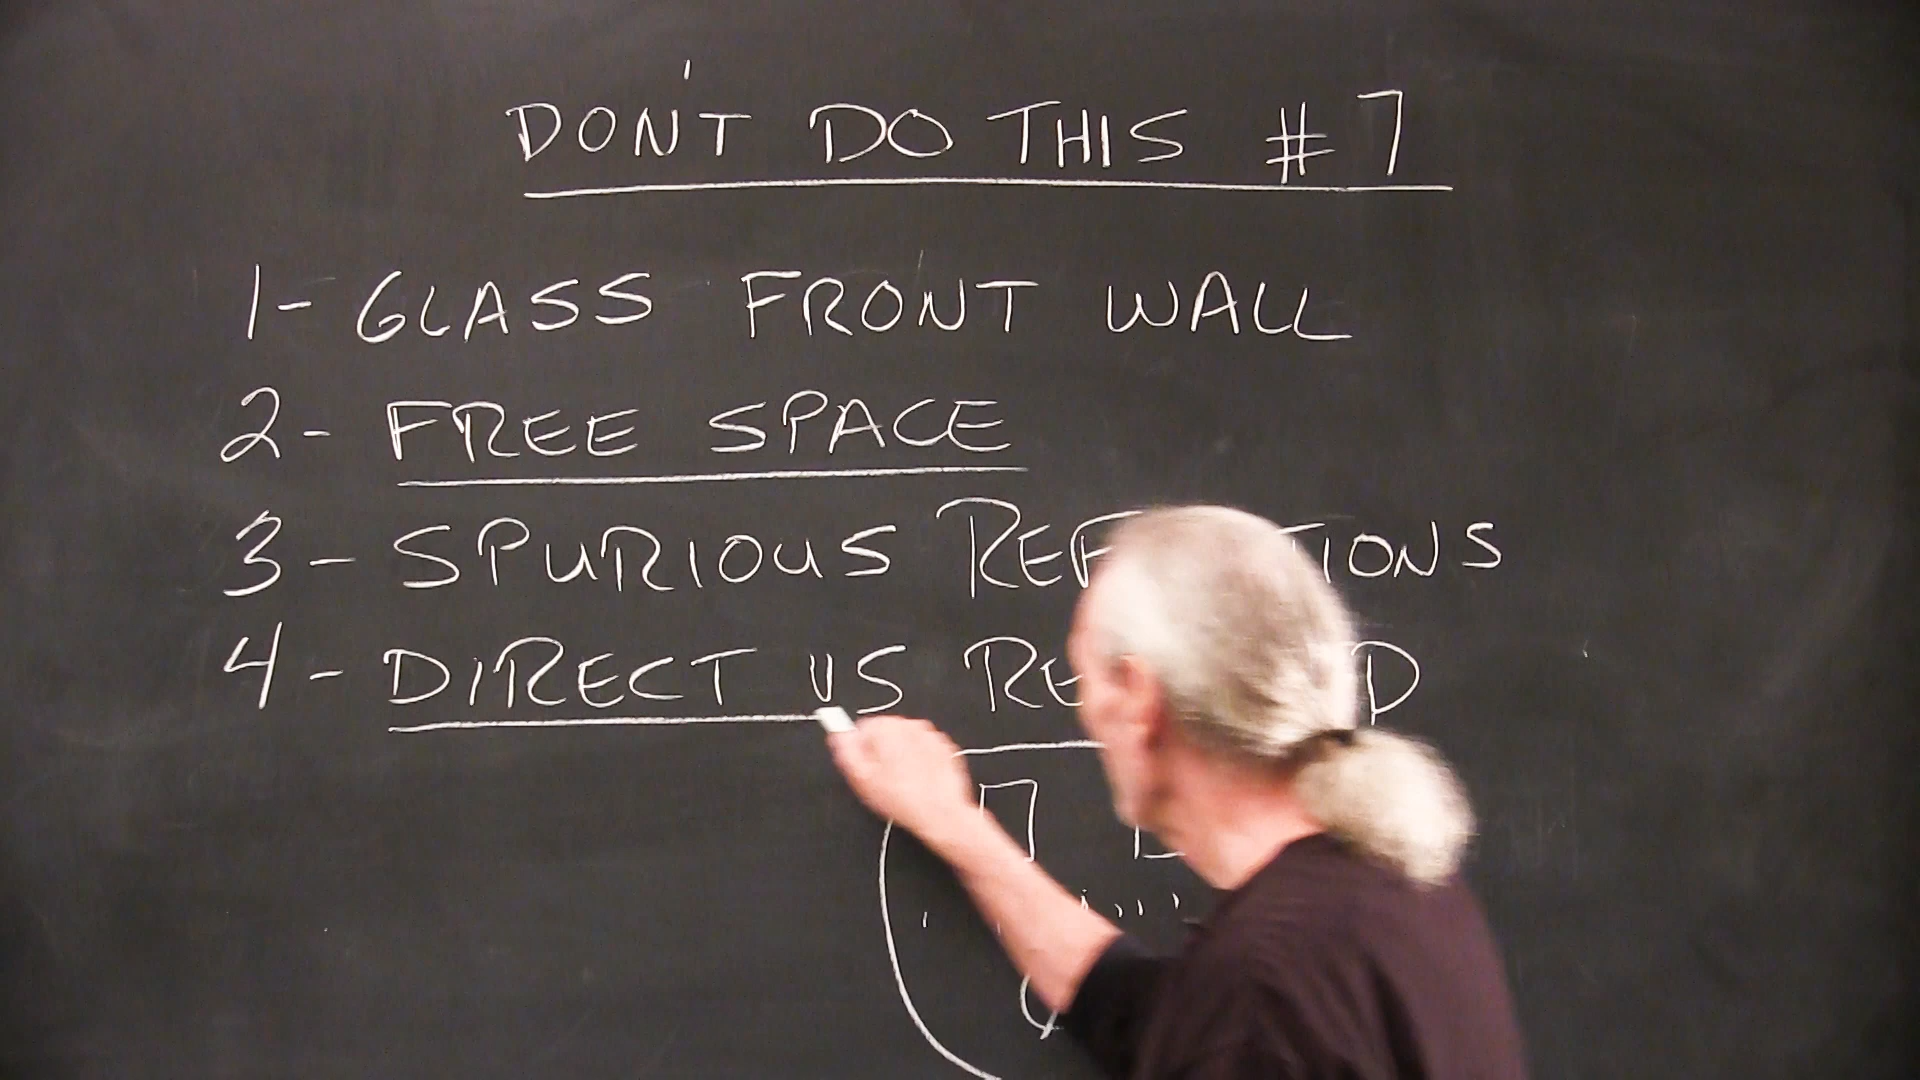 DON'T DO THIS #7
1- GLASS FRONT WALL
2- FREE SPACE
3- SPURIOUS
4- DIRECT VS